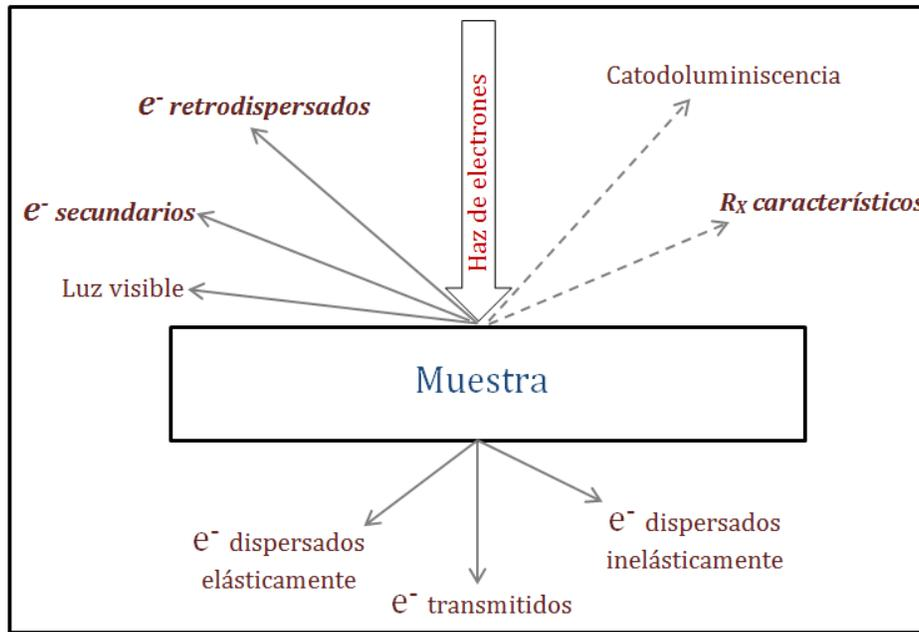 Haz de electrones
Catodoluminiscencia
e- retrodispersados
e- secundarios
Rx característicos
Luz visible
Muestra
e- dispersados
elásticamente
e- dispersados
inelásticamente
e- transmitidos